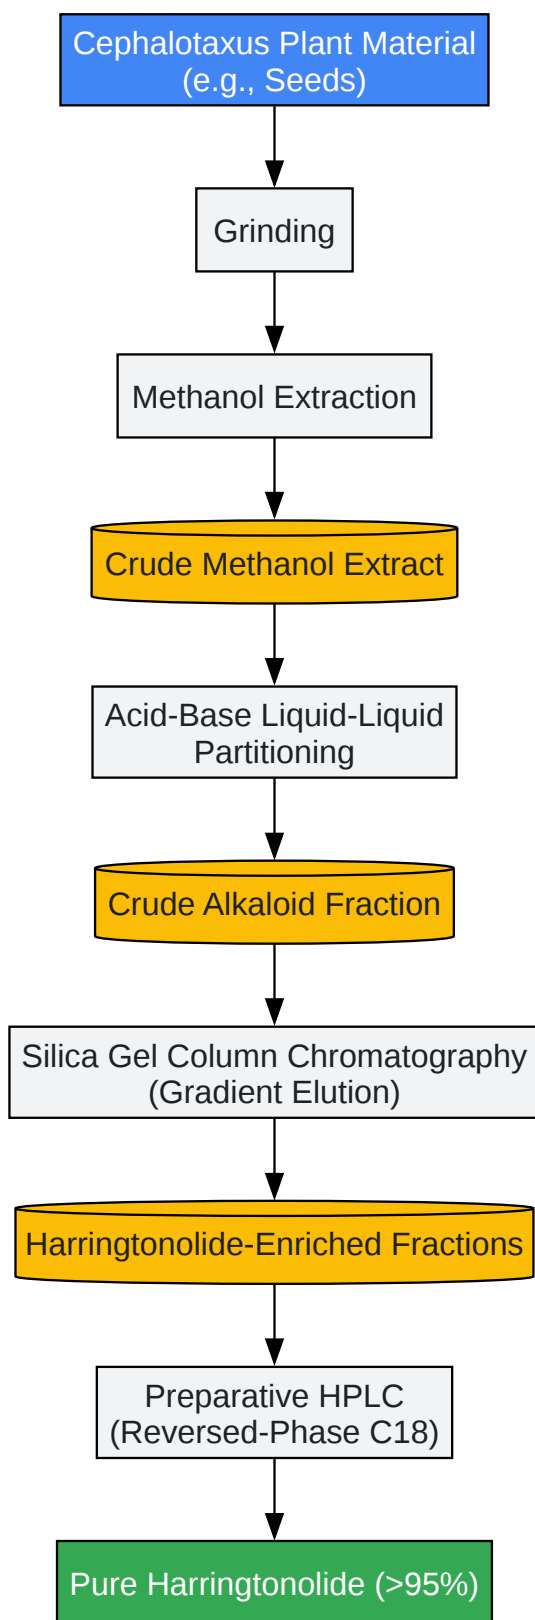 Cephalotaxus Plant Material
(e.g., Seeds)
Grinding
Methanol Extraction
Crude Methanol Extract
Acid-Base Liquid-Liquid
Partitioning
Crude Alkaloid Fraction
Silica Gel Column Chromatography
(Gradient Elution)
Harringtonolide-Enriched Fractions
Preparative HPLC
(Reversed-Phase C18)
Pure Harringtonolide (>95%)